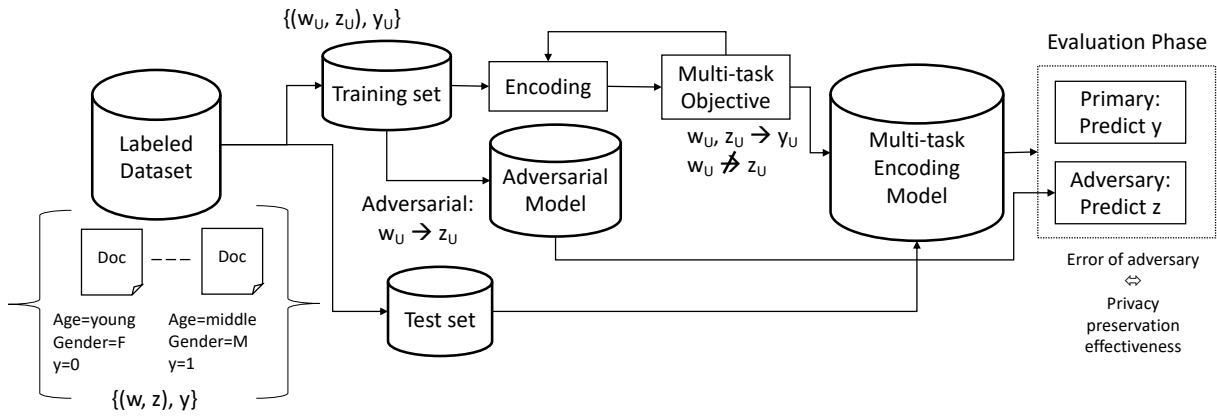 {(w_U, z_U), y_U}
Training set
Encoding
Multi-task
Objective
w_U, z_U → y_U
w_U ↛ z_U
Labeled
Dataset
Adversarial
Model
Adversarial:
w_U → z_U
Multi-task
Encoding
Model
Evaluation Phase
Primary:
Predict y
Adversary:
Predict z
Error of adversary
⇔
Privacy
preservation
effectiveness
Test set
Doc
Doc
Age=young
Gender=F
y=0
Age=middle
Gender=M
y=1
{(w, z), y}